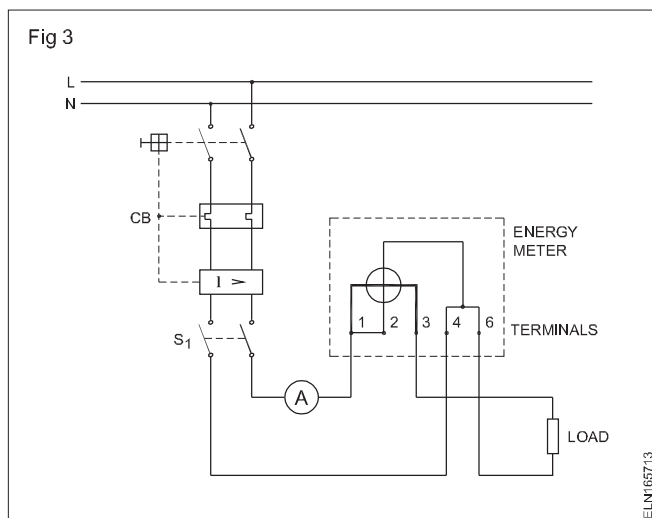 Fig 3
L
N
CB
I >
ENERGY
METER
1 2 3 4 6
TERMINALS
S1
A
LOAD
ELN165713